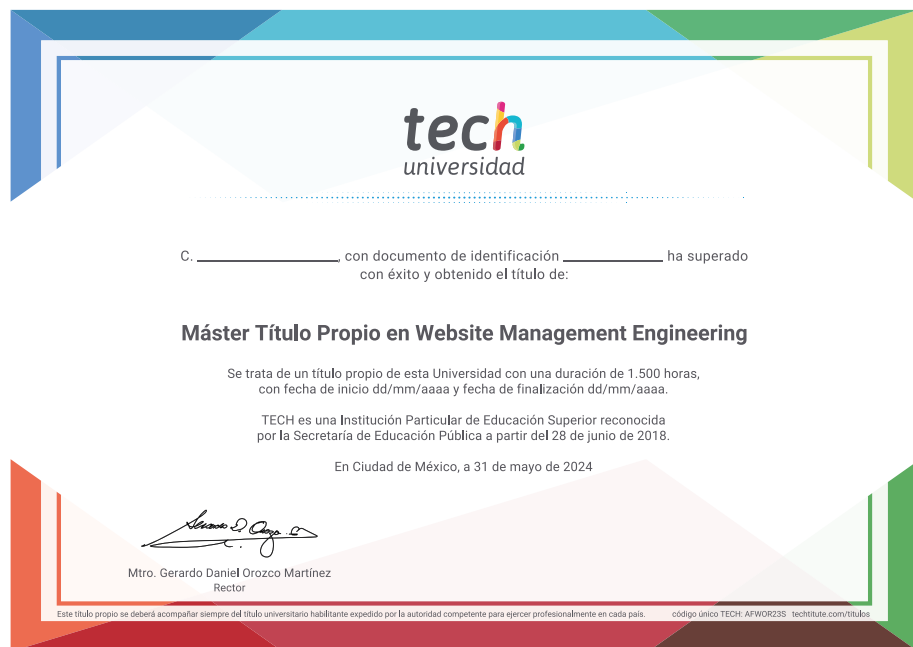 tech
universidad
C. ____________________, con documento de identificación ______________ ha superado
con éxito y obtenido el título de:
Máster Título Propio en Website Management Engineering
Se trata de un título propio de esta Universidad con una duración de 1.500 horas,
con fecha de inicio dd/mm/aaaa y fecha de finalización dd/mm/aaaa.
TECH es una Institución Particular de Educación Superior reconocida
por la Secretaría de Educación Pública a partir del 28 de junio de 2018.
En Ciudad de México, a 31 de mayo de 2024
Mtro. Gerardo Daniel Orozco Martínez
Rector
Este título propio se deberá acompañar siempre del título universitario habilitante expedido por la autoridad competente para ejercer profesionalmente en cada país. código único TECH: AFWOR23S techtitute.com/titulos